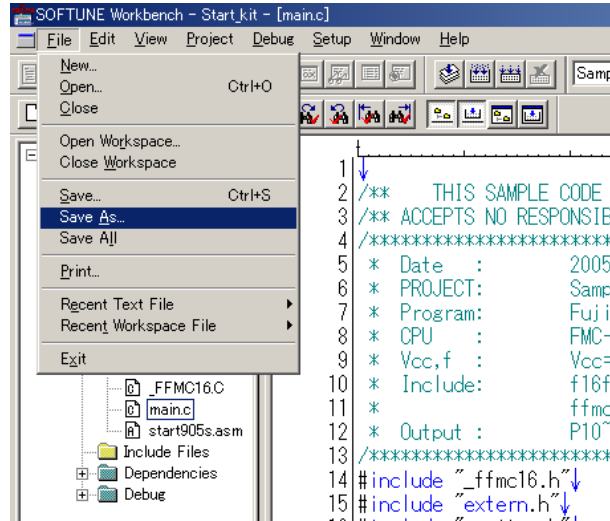 SOFTUNE Workbench - Start_kit - [main.c]
File Edit View Project Debug Setup Window Help
New...
Open... Ctrl+O
Close
Samp
Open Workspace...
Close Workspace
Save... Ctrl+S
Save As...
Save All
Print...
Recent Text File
Recent Workspace File
Exit
_FFMC16.C
main.c
start905s.asm
Include Files
Dependencies
Debug
1
2 /** THIS SAMPLE CODE
3 /** ACCEPTS NO RESPONSIB
4 /**************************
5 * Date : 2005
6 * PROJECT: Samp
7 * Program: Fuji
8 * CPU : FMC-
9 * Vcc,f : Vcc=
10 * Include: f16f
11 * ffmc
12 * Output : P10~
13 /**************************
14 #include "_ffmc16.h"↓
15 #include "extern.h"↓